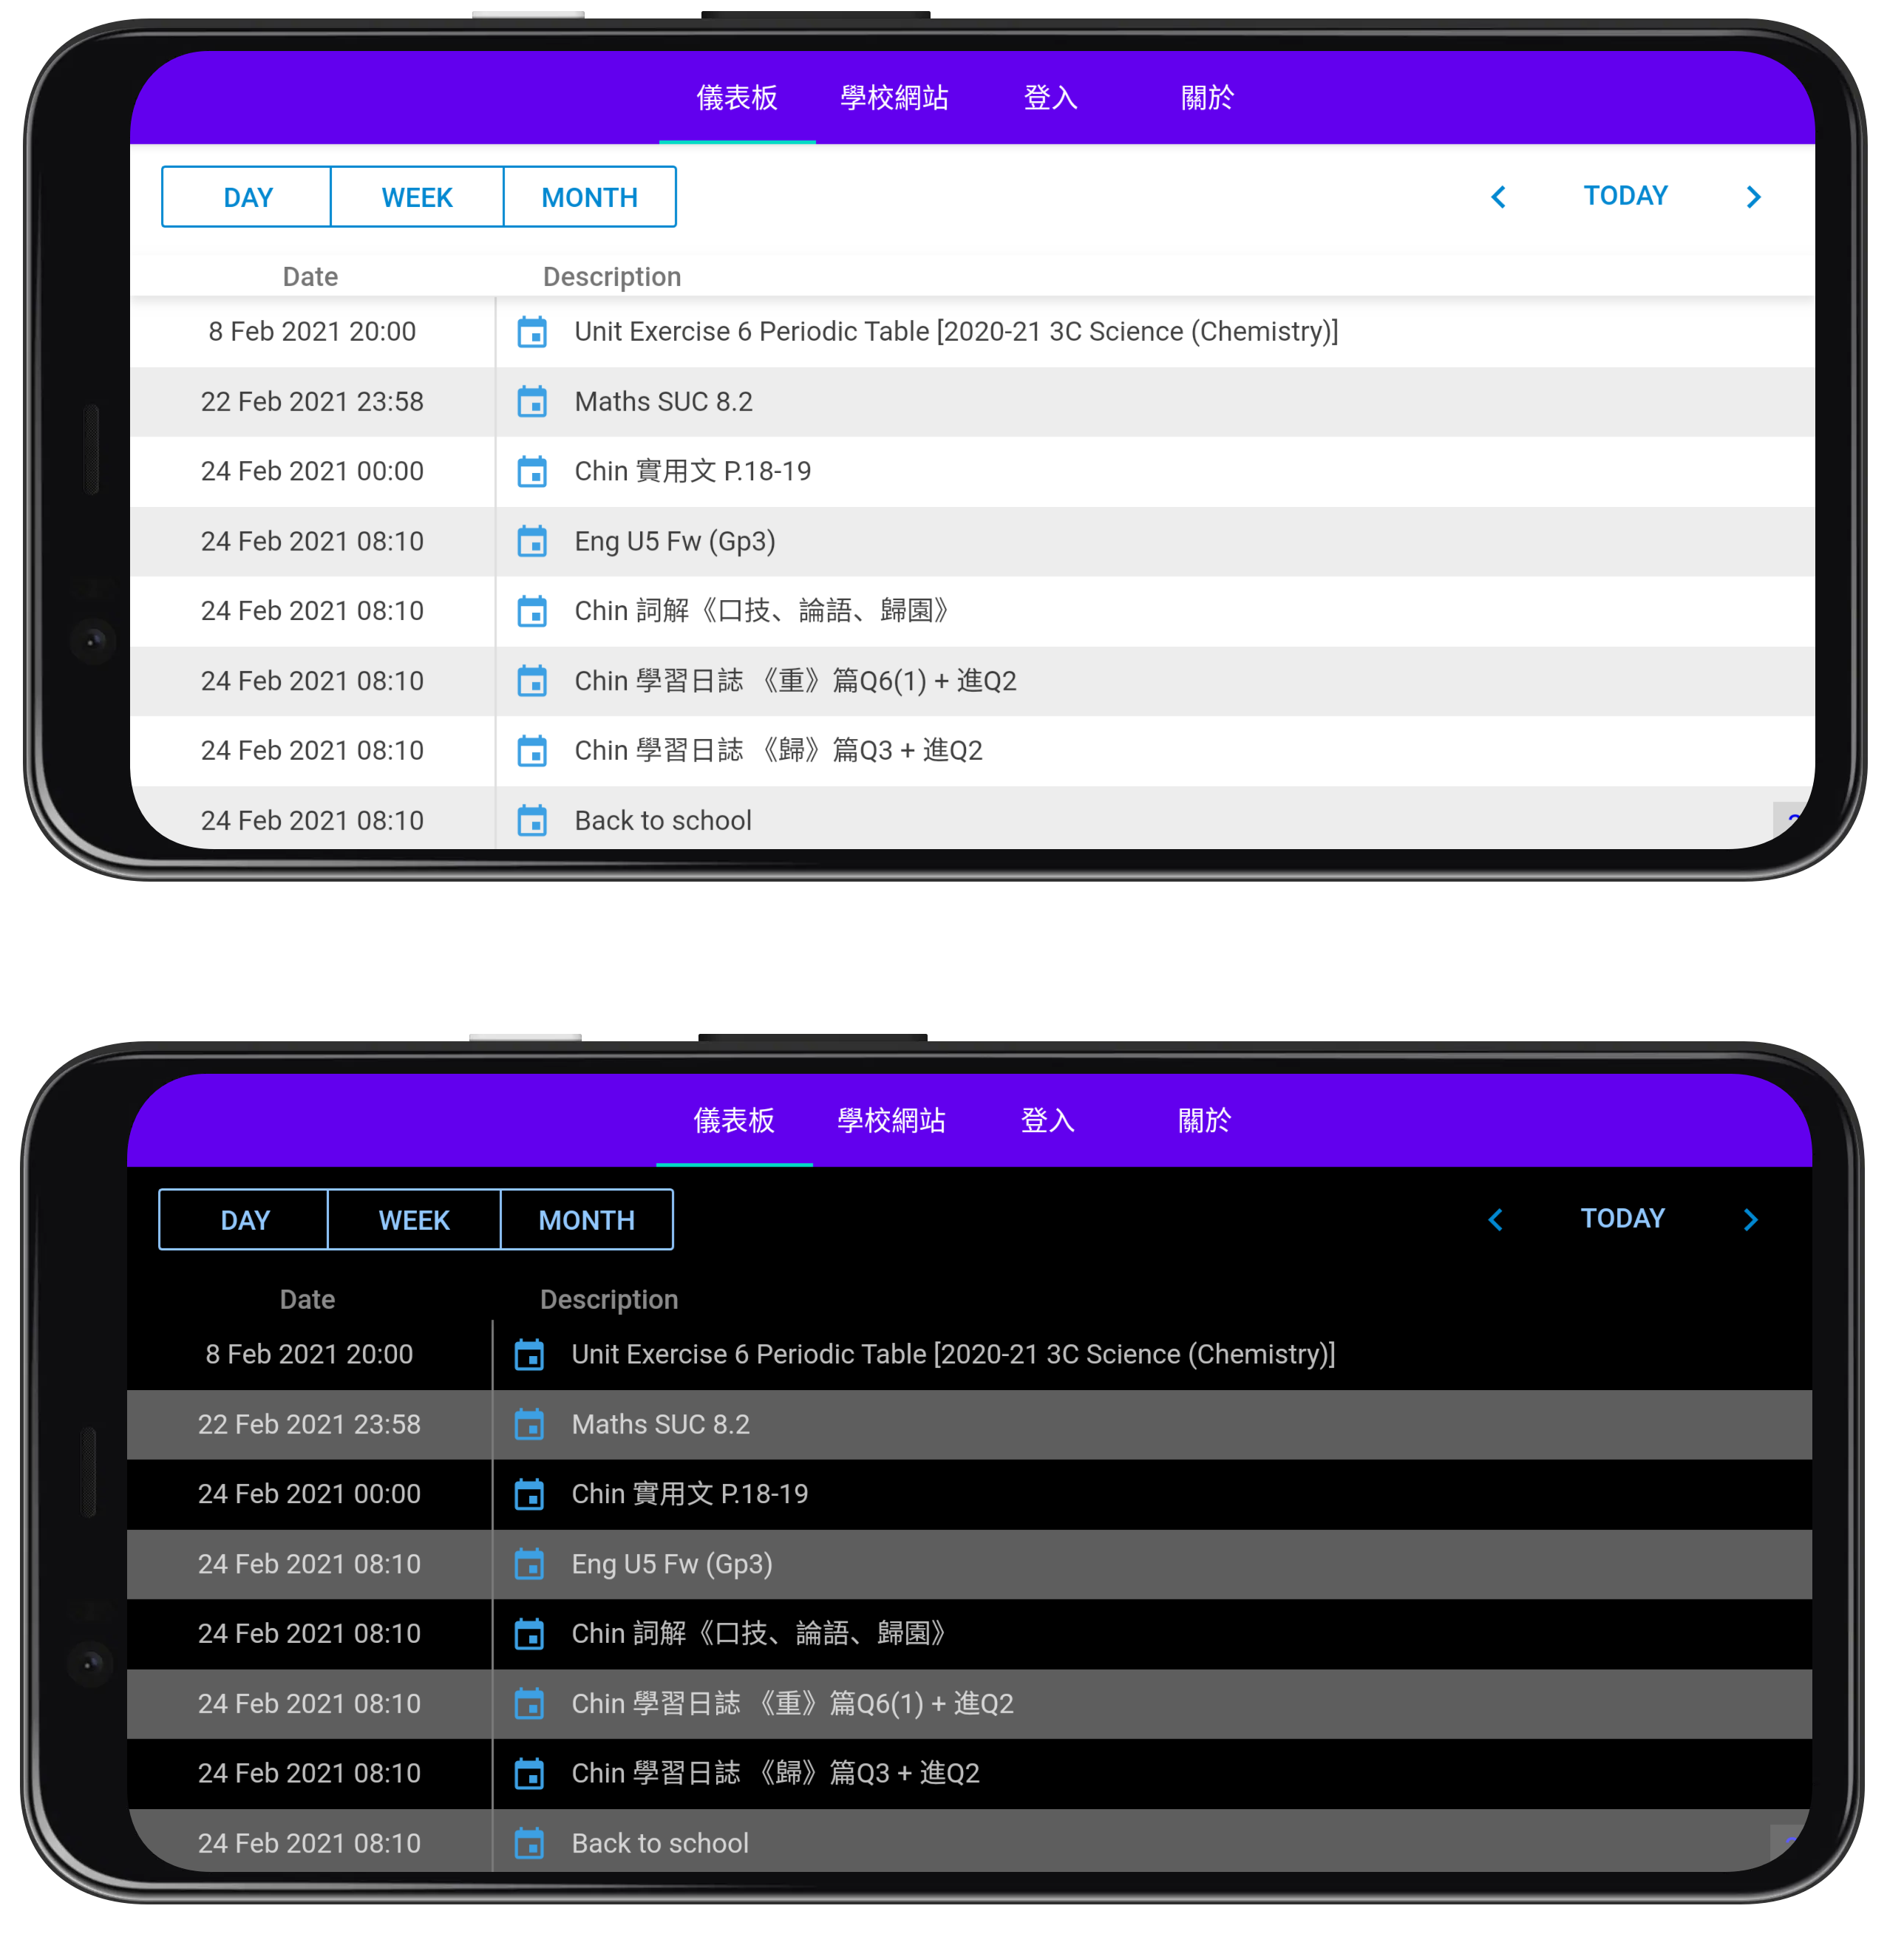 儀表板 學校網站 登入 關於
DAY WEEK MONTH TODAY
Date Description
8 Feb 2021 20:00 Unit Exercise 6 Periodic Table [2020-21 3C Science (Chemistry)]
22 Feb 2021 23:58 Maths SUC 8.2
24 Feb 2021 00:00 Chin 實用文 P.18-19
24 Feb 2021 08:10 Eng U5 Fw (Gp3)
24 Feb 2021 08:10 Chin 詞解《口技、論語、歸園》
24 Feb 2021 08:10 Chin 學習日誌 《重》篇Q6(1) + 進Q2
24 Feb 2021 08:10 Chin 學習日誌 《歸》篇Q3 + 進Q2
24 Feb 2021 08:10 Back to school
儀表板 學校網站 登入 關於
DAY WEEK MONTH TODAY
Date Description
8 Feb 2021 20:00 Unit Exercise 6 Periodic Table [2020-21 3C Science (Chemistry)]
22 Feb 2021 23:58 Maths SUC 8.2
24 Feb 2021 00:00 Chin 實用文 P.18-19
24 Feb 2021 08:10 Eng U5 Fw (Gp3)
24 Feb 2021 08:10 Chin 詞解《口技、論語、歸園》
24 Feb 2021 08:10 Chin 學習日誌 《重》篇Q6(1) + 進Q2
24 Feb 2021 08:10 Chin 學習日誌 《歸》篇Q3 + 進Q2
24 Feb 2021 08:10 Back to school